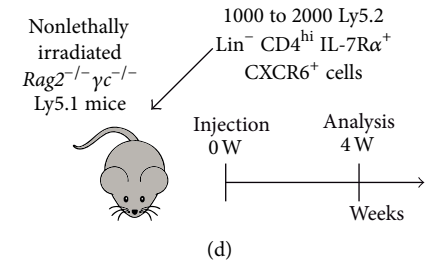 Nonlethally
irradiated
Rag2⁻/⁻ γc⁻/⁻
Ly5.1 mice
1000 to 2000 Ly5.2
Lin⁻ CD4ʰⁱ IL-7Rα⁺
CXCR6⁺ cells
Injection
0 W
Analysis
4 W
Weeks
(d)